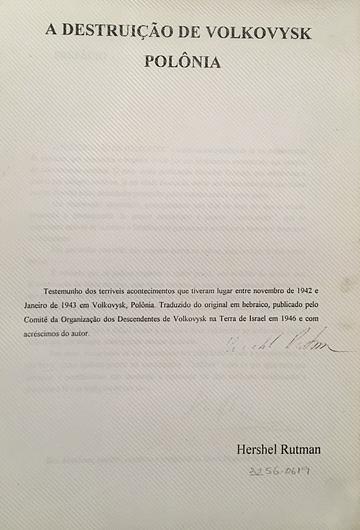 A DESTRUIÇÃO DE VOLKOVYSK
POLÔNIA
Testemunho dos terríveis acontecimentos que tiveram lugar entre novembro de 1942 e
Janeiro de 1943 em Volkovysk, Polônia. Traduzido do original em hebraico, publicado pelo
Comitê da Organização dos Descendentes de Volkovysk na Terra de Israel em 1946 e com
acréscimos do autor.
Hershel Rutman
3256-0619